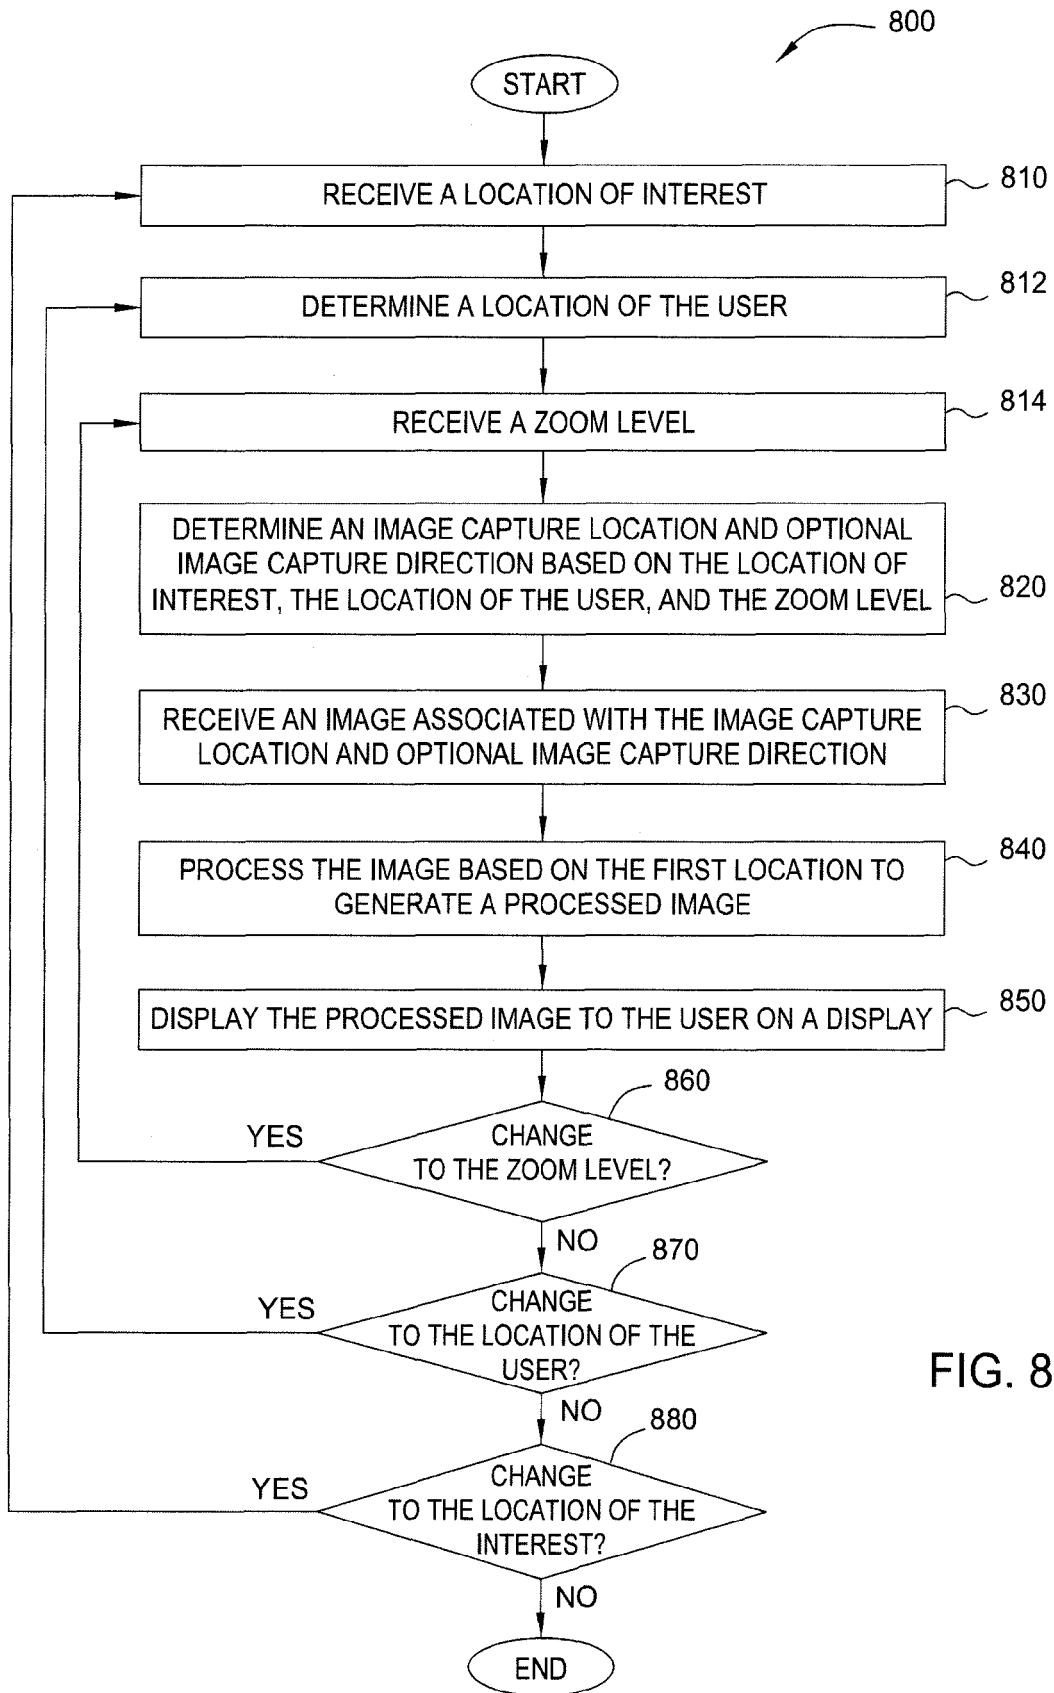 800
START
RECEIVE A LOCATION OF INTEREST
810
DETERMINE A LOCATION OF THE USER
812
RECEIVE A ZOOM LEVEL
814
DETERMINE AN IMAGE CAPTURE LOCATION AND OPTIONAL
IMAGE CAPTURE DIRECTION BASED ON THE LOCATION OF
INTEREST, THE LOCATION OF THE USER, AND THE ZOOM LEVEL
820
RECEIVE AN IMAGE ASSOCIATED WITH THE IMAGE CAPTURE
LOCATION AND OPTIONAL IMAGE CAPTURE DIRECTION
830
PROCESS THE IMAGE BASED ON THE FIRST LOCATION TO
GENERATE A PROCESSED IMAGE
840
DISPLAY THE PROCESSED IMAGE TO THE USER ON A DISPLAY
850
860
YES
CHANGE
TO THE ZOOM LEVEL?
NO
870
YES
CHANGE
TO THE LOCATION OF THE
USER?
FIG. 8
NO
880
YES
CHANGE
TO THE LOCATION OF THE
INTEREST?
NO
END